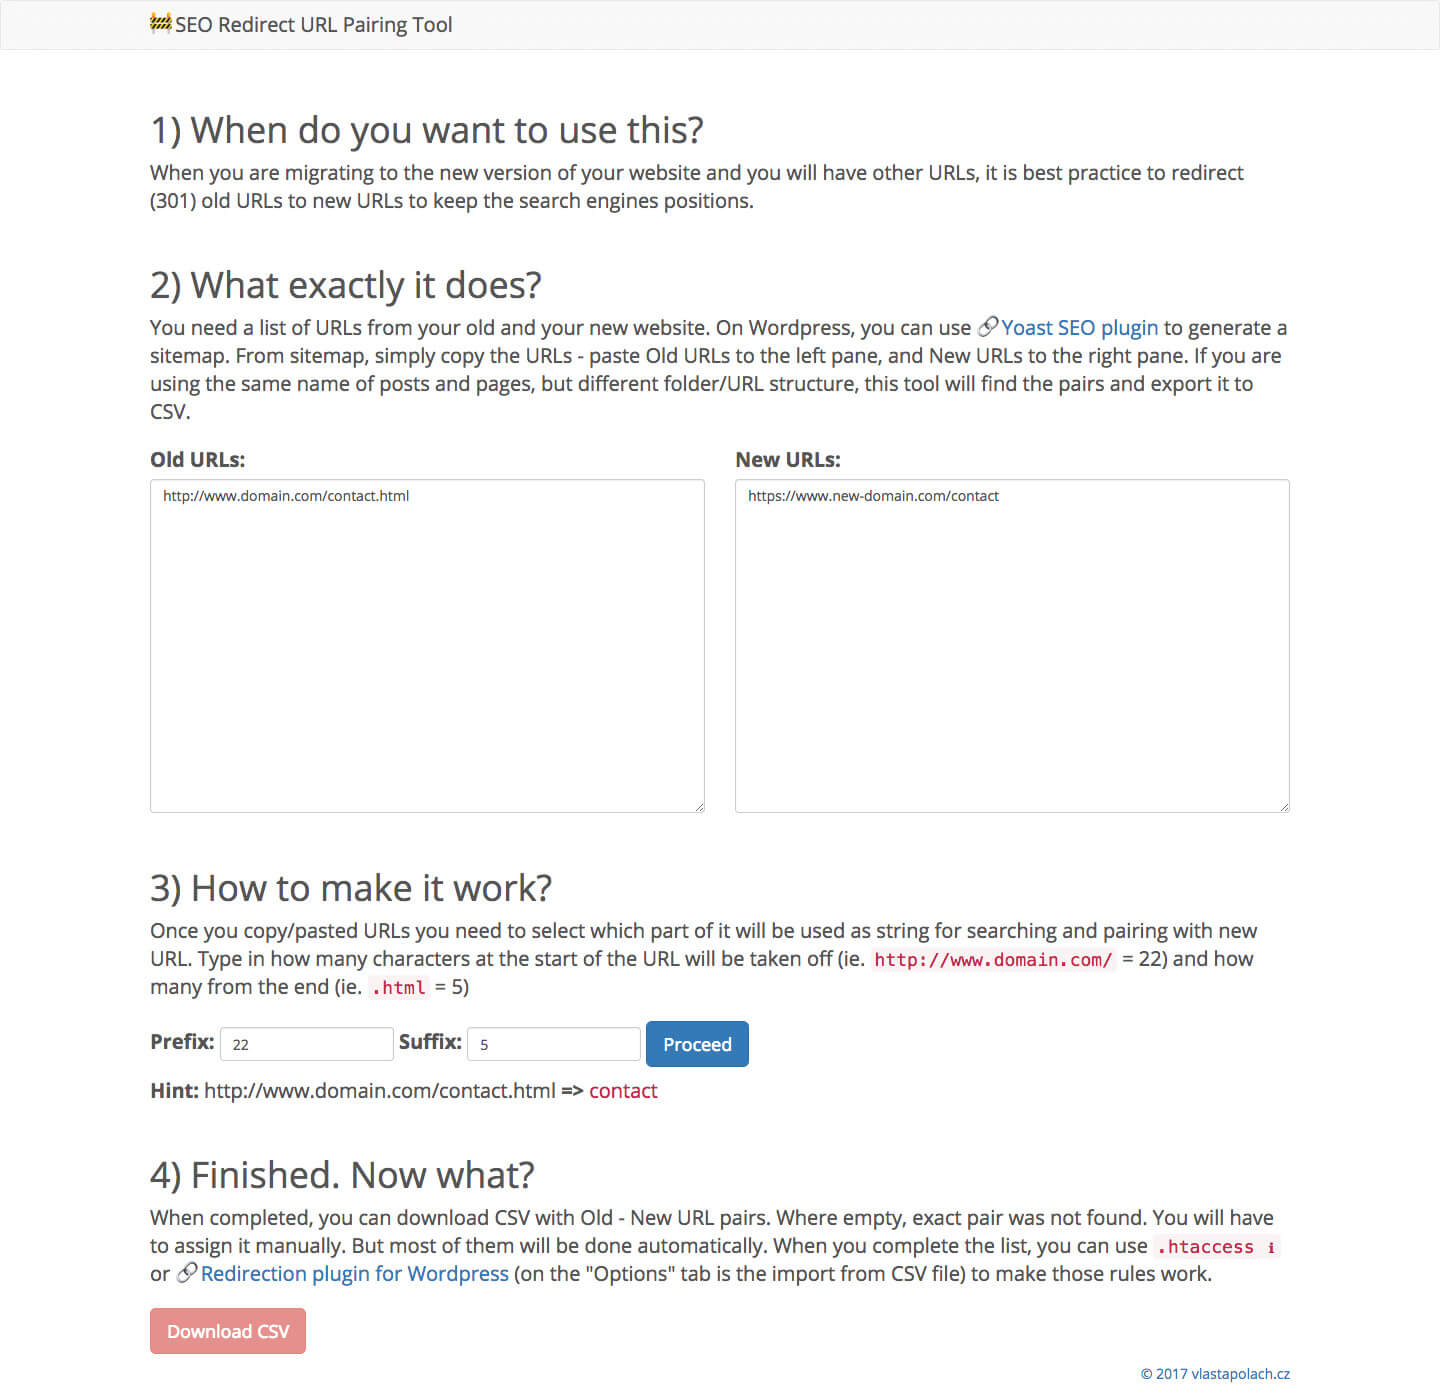 SEO Redirect URL Pairing Tool
1) When do you want to use this?
When you are migrating to the new version of your website and you will have other URLs, it is best practice to redirect
(301) old URLs to new URLs to keep the search engines positions.
2) What exactly it does?
You need a list of URLs from your old and your new website. On Wordpress, you can use Yoast SEO plugin to generate a
sitemap. From sitemap, simply copy the URLs - paste Old URLs to the left pane, and New URLs to the right pane. If you are
using the same name of posts and pages, but different folder/URL structure, this tool will find the pairs and export it to
CSV.
Old URLs:
http://www.domain.com/contact.html
New URLs:
https://www.new-domain.com/contact
3) How to make it work?
Once you copy/pasted URLs you need to select which part of it will be used as string for searching and pairing with new
URL. Type in how many characters at the start of the URL will be taken off (ie. http://www.domain.com/ = 22) and how
many from the end (ie. .html = 5)
Prefix: 22 Suffix: 5 Proceed
Hint: http://www.domain.com/contact.html => contact
4) Finished. Now what?
When completed, you can download CSV with Old - New URL pairs. Where empty, exact pair was not found. You will have
to assign it manually. But most of them will be done automatically. When you complete the list, you can use .htaccess ℹ
or Redirection plugin for Wordpress (on the "Options" tab is the import from CSV file) to make those rules work.
Download CSV
© 2017 vlastapolach.cz